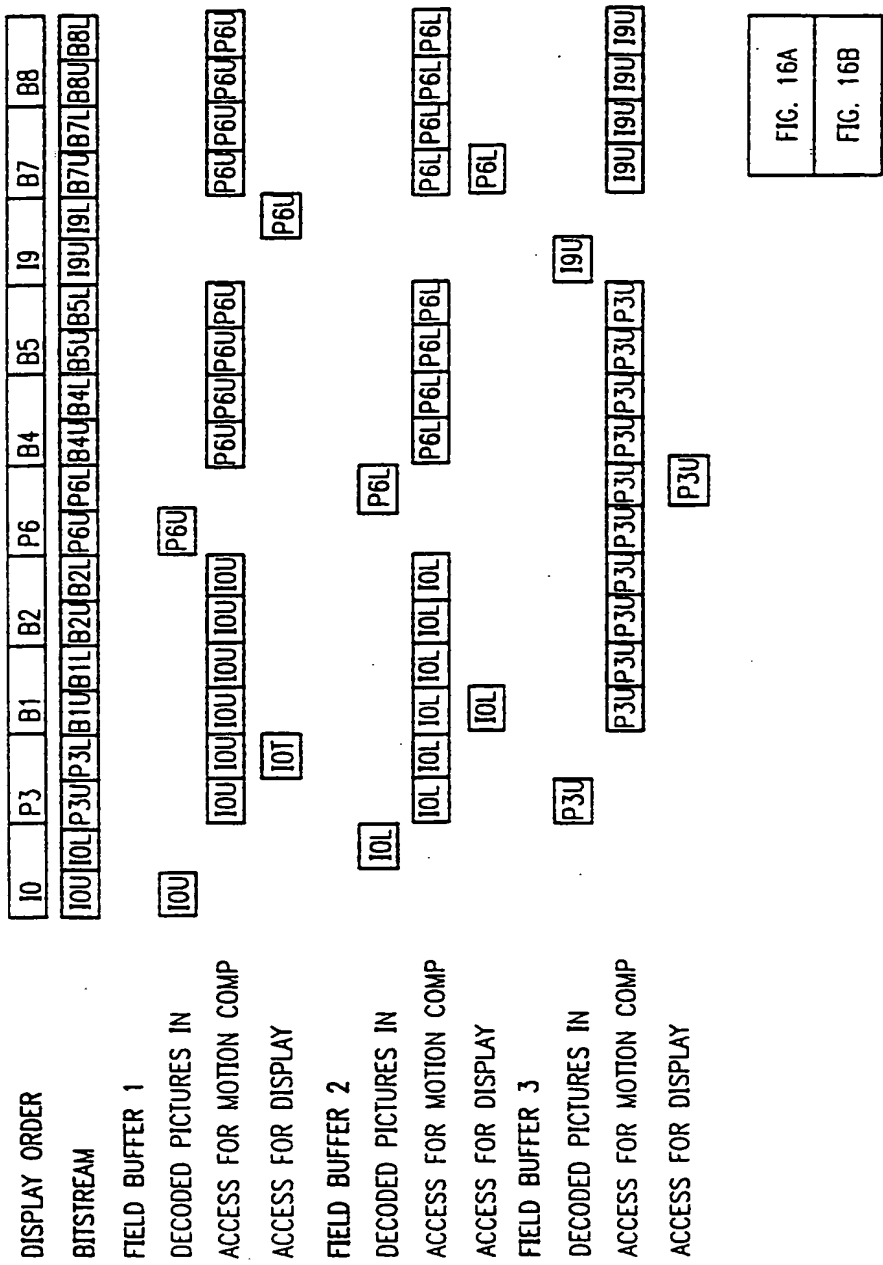 DISPLAY ORDER I0 P3 B1 B2 P6 B4 B5 I9 B7 B8
BITSTREAM I0U I0L P3U P3L B1U B1L B2U B2L P6U P6L B4U B4L B5U B5L I9U I9L B7U B7L B8U B8L
FIELD BUFFER 1
DECODED PICTURES IN I0U P6U
ACCESS FOR MOTION COMP I0U I0U I0U I0U I0U I0U P6U P6U P6U P6U P6U P6U P6U P6U
ACCESS FOR DISPLAY I0T P6U
FIELD BUFFER 2
DECODED PICTURES IN I0L P6L
ACCESS FOR MOTION COMP I0L I0L I0L I0L I0L I0L P6L P6L P6L P6L P6L P6L P6L P6L
ACCESS FOR DISPLAY I0L P6L
FIELD BUFFER 3
DECODED PICTURES IN P3U I9U
ACCESS FOR MOTION COMP P3U P3U P3U P3U P3U P3U P3U P3U P3U P3U I9U I9U I9U I9U
ACCESS FOR DISPLAY P3U
FIG. 16A
FIG. 16B